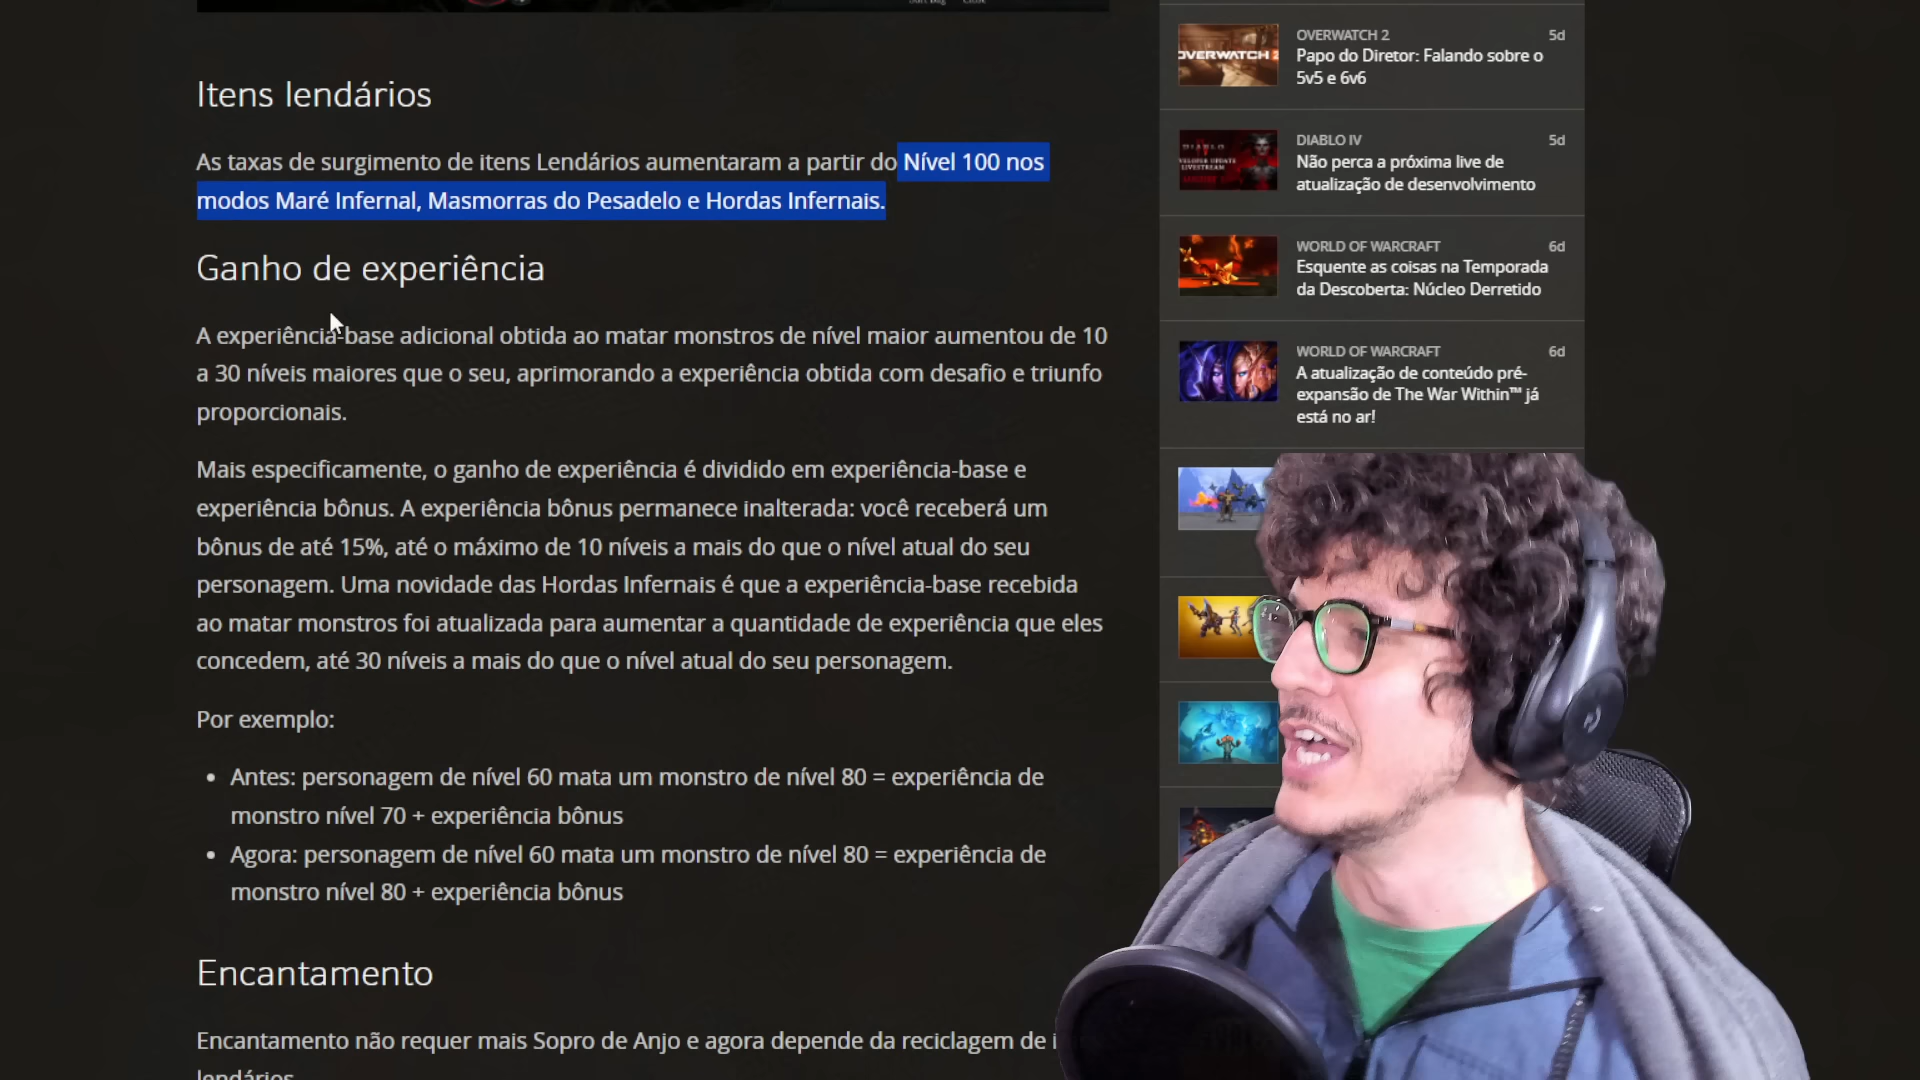 Sort Bag Close
Itens lendários
As taxas de surgimento de itens Lendários aumentaram a partir do Nível 100 nos
modos Maré Infernal, Masmorras do Pesadelo e Hordas Infernais.
Ganho de experiência
A experiência-base adicional obtida ao matar monstros de nível maior aumentou de 10
a 30 níveis maiores que o seu, aprimorando a experiência obtida com desafio e triunfo
proporcionais.
Mais especificamente, o ganho de experiência é dividido em experiência-base e
experiência bônus. A experiência bônus permanece inalterada: você receberá um
bônus de até 15%, até o máximo de 10 níveis a mais do que o nível atual do seu
personagem. Uma novidade das Hordas Infernais é que a experiência-base recebida
ao matar monstros foi atualizada para aumentar a quantidade de experiência que eles
concedem, até 30 níveis a mais do que o nível atual do seu personagem.
Por exemplo:
• Antes: personagem de nível 60 mata um monstro de nível 80 = experiência de
monstro nível 70 + experiência bônus
• Agora: personagem de nível 60 mata um monstro de nível 80 = experiência de
monstro nível 80 + experiência bônus
Encantamento
Encantamento não requer mais Sopro de Anjo e agora depende da reciclagem de
lendários
OVERWATCH 2
OVERWATCH 2 5d
Papo do Diretor: Falando sobre o
5v5 e 6v6
DIABLO
UPDATE
LIVESTREAM
DIABLO IV 5d
Não perca a próxima live de
atualização de desenvolvimento
WORLD OF WARCRAFT 6d
Esquente as coisas na Temporada
da Descoberta: Núcleo Derretido
WORLD OF WARCRAFT 6d
A atualização de conteúdo pré-
expansão de The War Within™ já
está no ar!